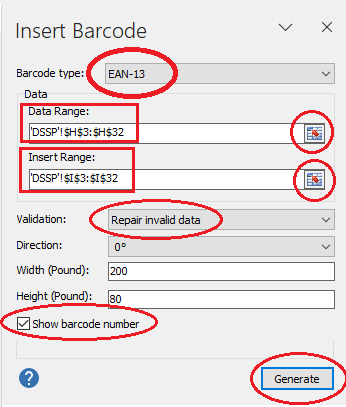 Insert Barcode
Barcode type: EAN-13
Data
Data Range:
'DSSP'!$H$3:$H$32
Insert Range:
'DSSP'!$I$3:$I$32
Validation: Repair invalid data
Direction: 0°
Width (Pound): 200
Height (Pound): 80
Show barcode number
? Generate